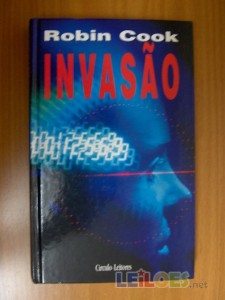 Robin Cook
INVASÃO
Círculo Leitores
LEILOES.net